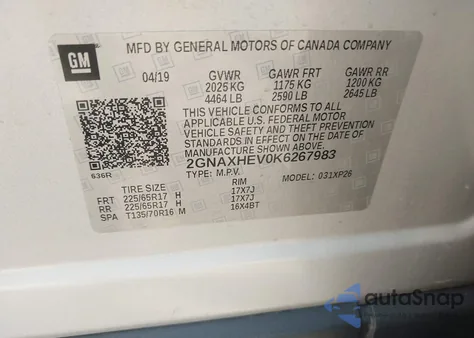 GM
MFD BY GENERAL MOTORS OF CANADA COMPANY
04/19 GVWR GAWR FRT GAWR RR
2025 KG 1175 KG 1200 KG
4464 LB 2590 LB 2645 LB
THIS VEHICLE CONFORMS TO ALL
APPLICABLE U.S. FEDERAL MOTOR
VEHICLE SAFETY AND THEFT PREVENTION
STANDARDS IN EFFECT ON THE DATE OF
MANUFACTURE SHOWN ABOVE.
2GNAXHEV0K6267983
TYPE: M.P.V. MODEL: 031XP26
636R
TIRE SIZE RIM
FRT 225/65R17 H 17X7J
RR 225/65R17 H 17X7J
SPA T135/70R16 M 16X4BT
autoSnap